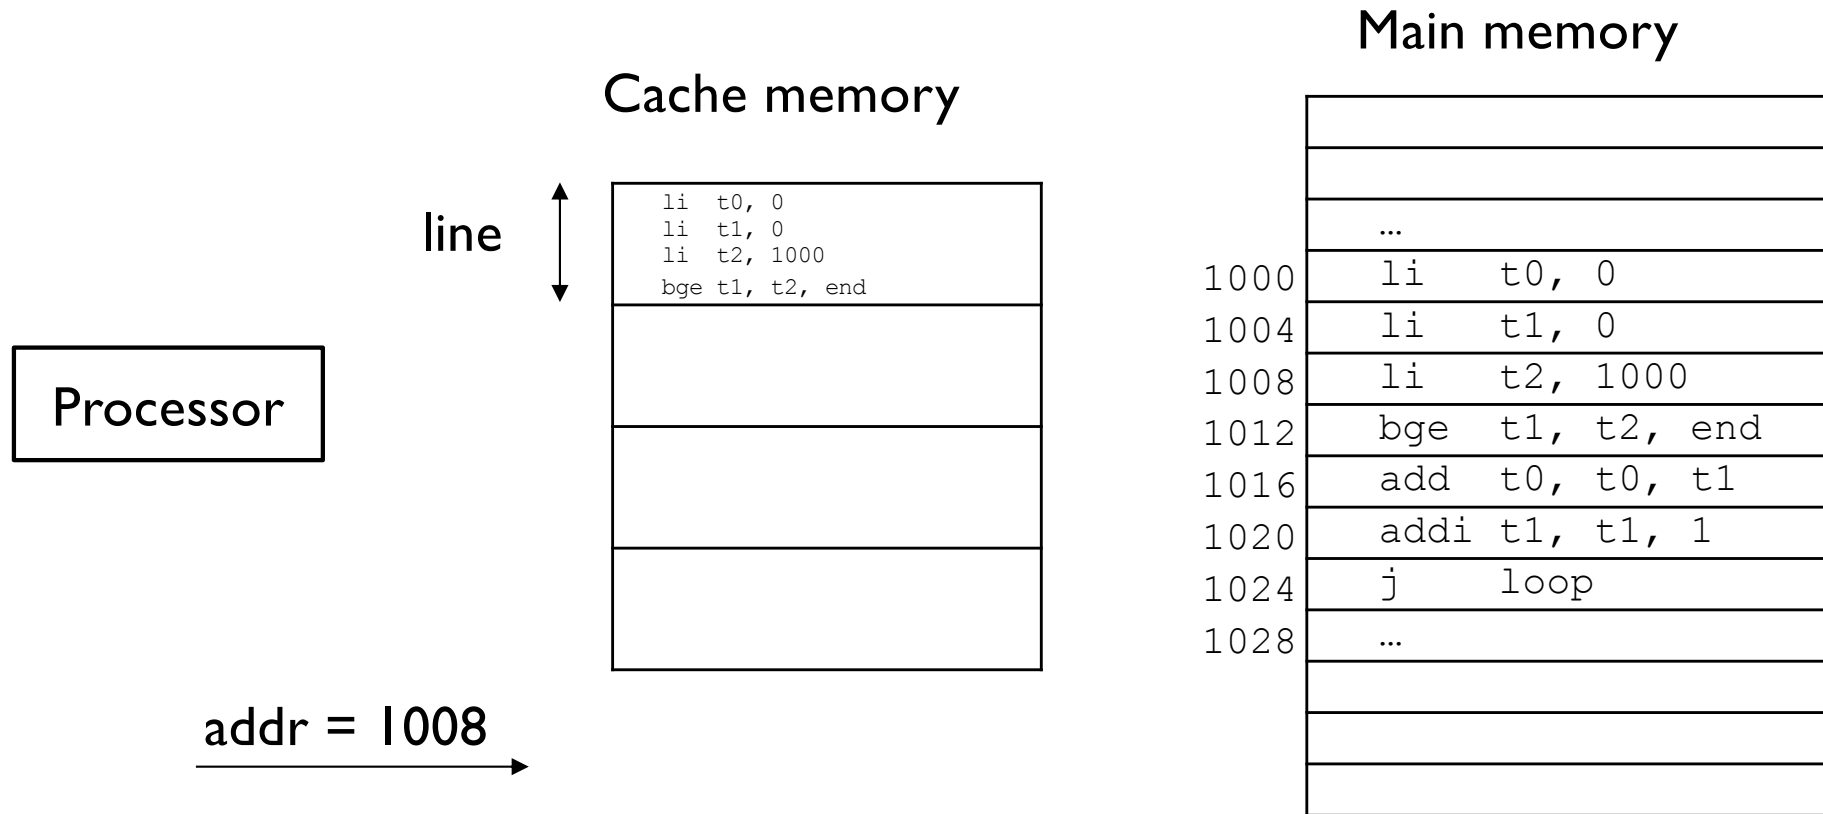 Main memory
Cache memory
line
li t0, 0
li t1, 0
li t2, 1000
bge t1, t2, end
Processor
addr = 1008
…
1000 li t0, 0
1004 li t1, 0
1008 li t2, 1000
1012 bge t1, t2, end
1016 add t0, t0, t1
1020 addi t1, t1, 1
1024 j loop
1028 …